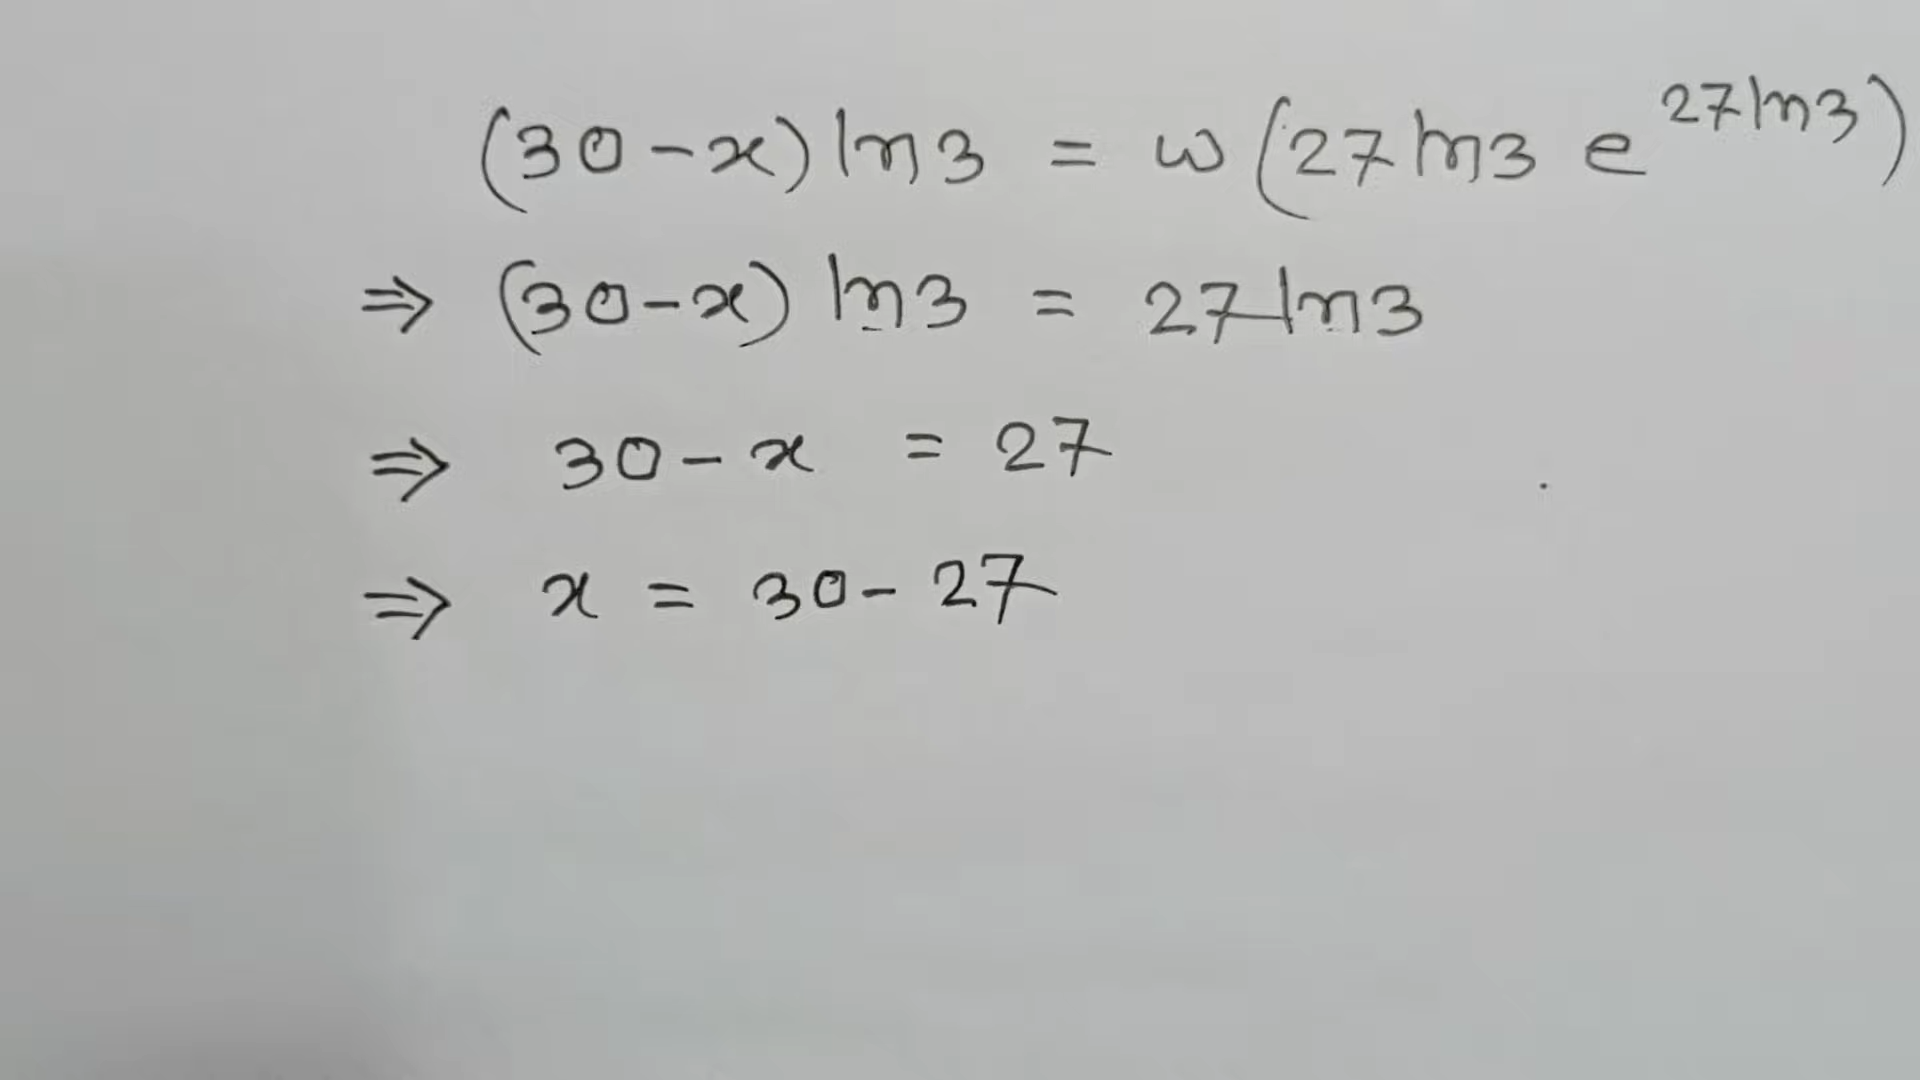 (30-x) ln3 = w(27 ln3 e^{27 ln3})
⇒ (30-x) ln3 = 27 ln3
⇒ 30-x = 27
⇒ x = 30-27